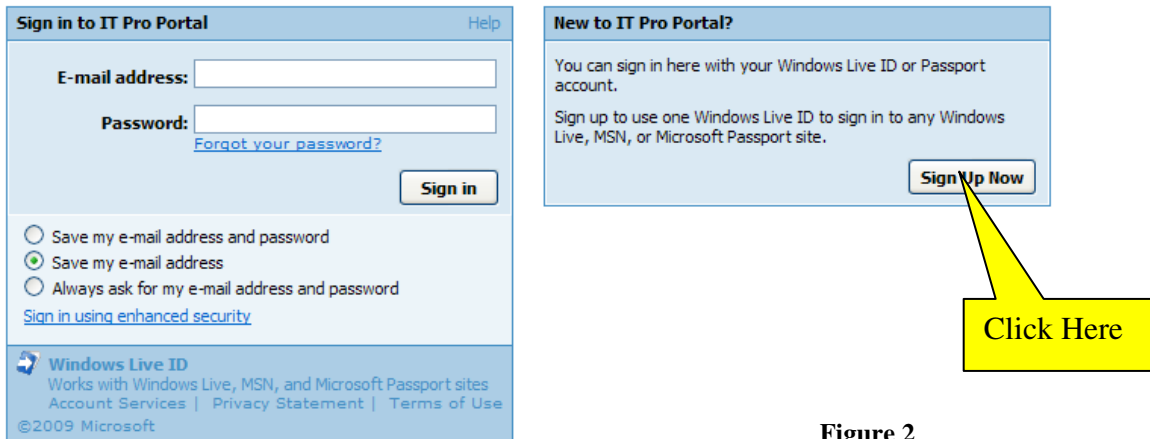 Sign in to IT Pro Portal Help
E-mail address:
Password:
Forgot your password?
Sign in
Save my e-mail address and password
Save my e-mail address
Always ask for my e-mail address and password
Sign in using enhanced security
Windows Live ID
Works with Windows Live, MSN, and Microsoft Passport sites
Account Services | Privacy Statement | Terms of Use
©2009 Microsoft
New to IT Pro Portal?
You can sign in here with your Windows Live ID or Passport
account.
Sign up to use one Windows Live ID to sign in to any Windows
Live, MSN, or Microsoft Passport site.
Sign Up Now
Click Here
Figure 2